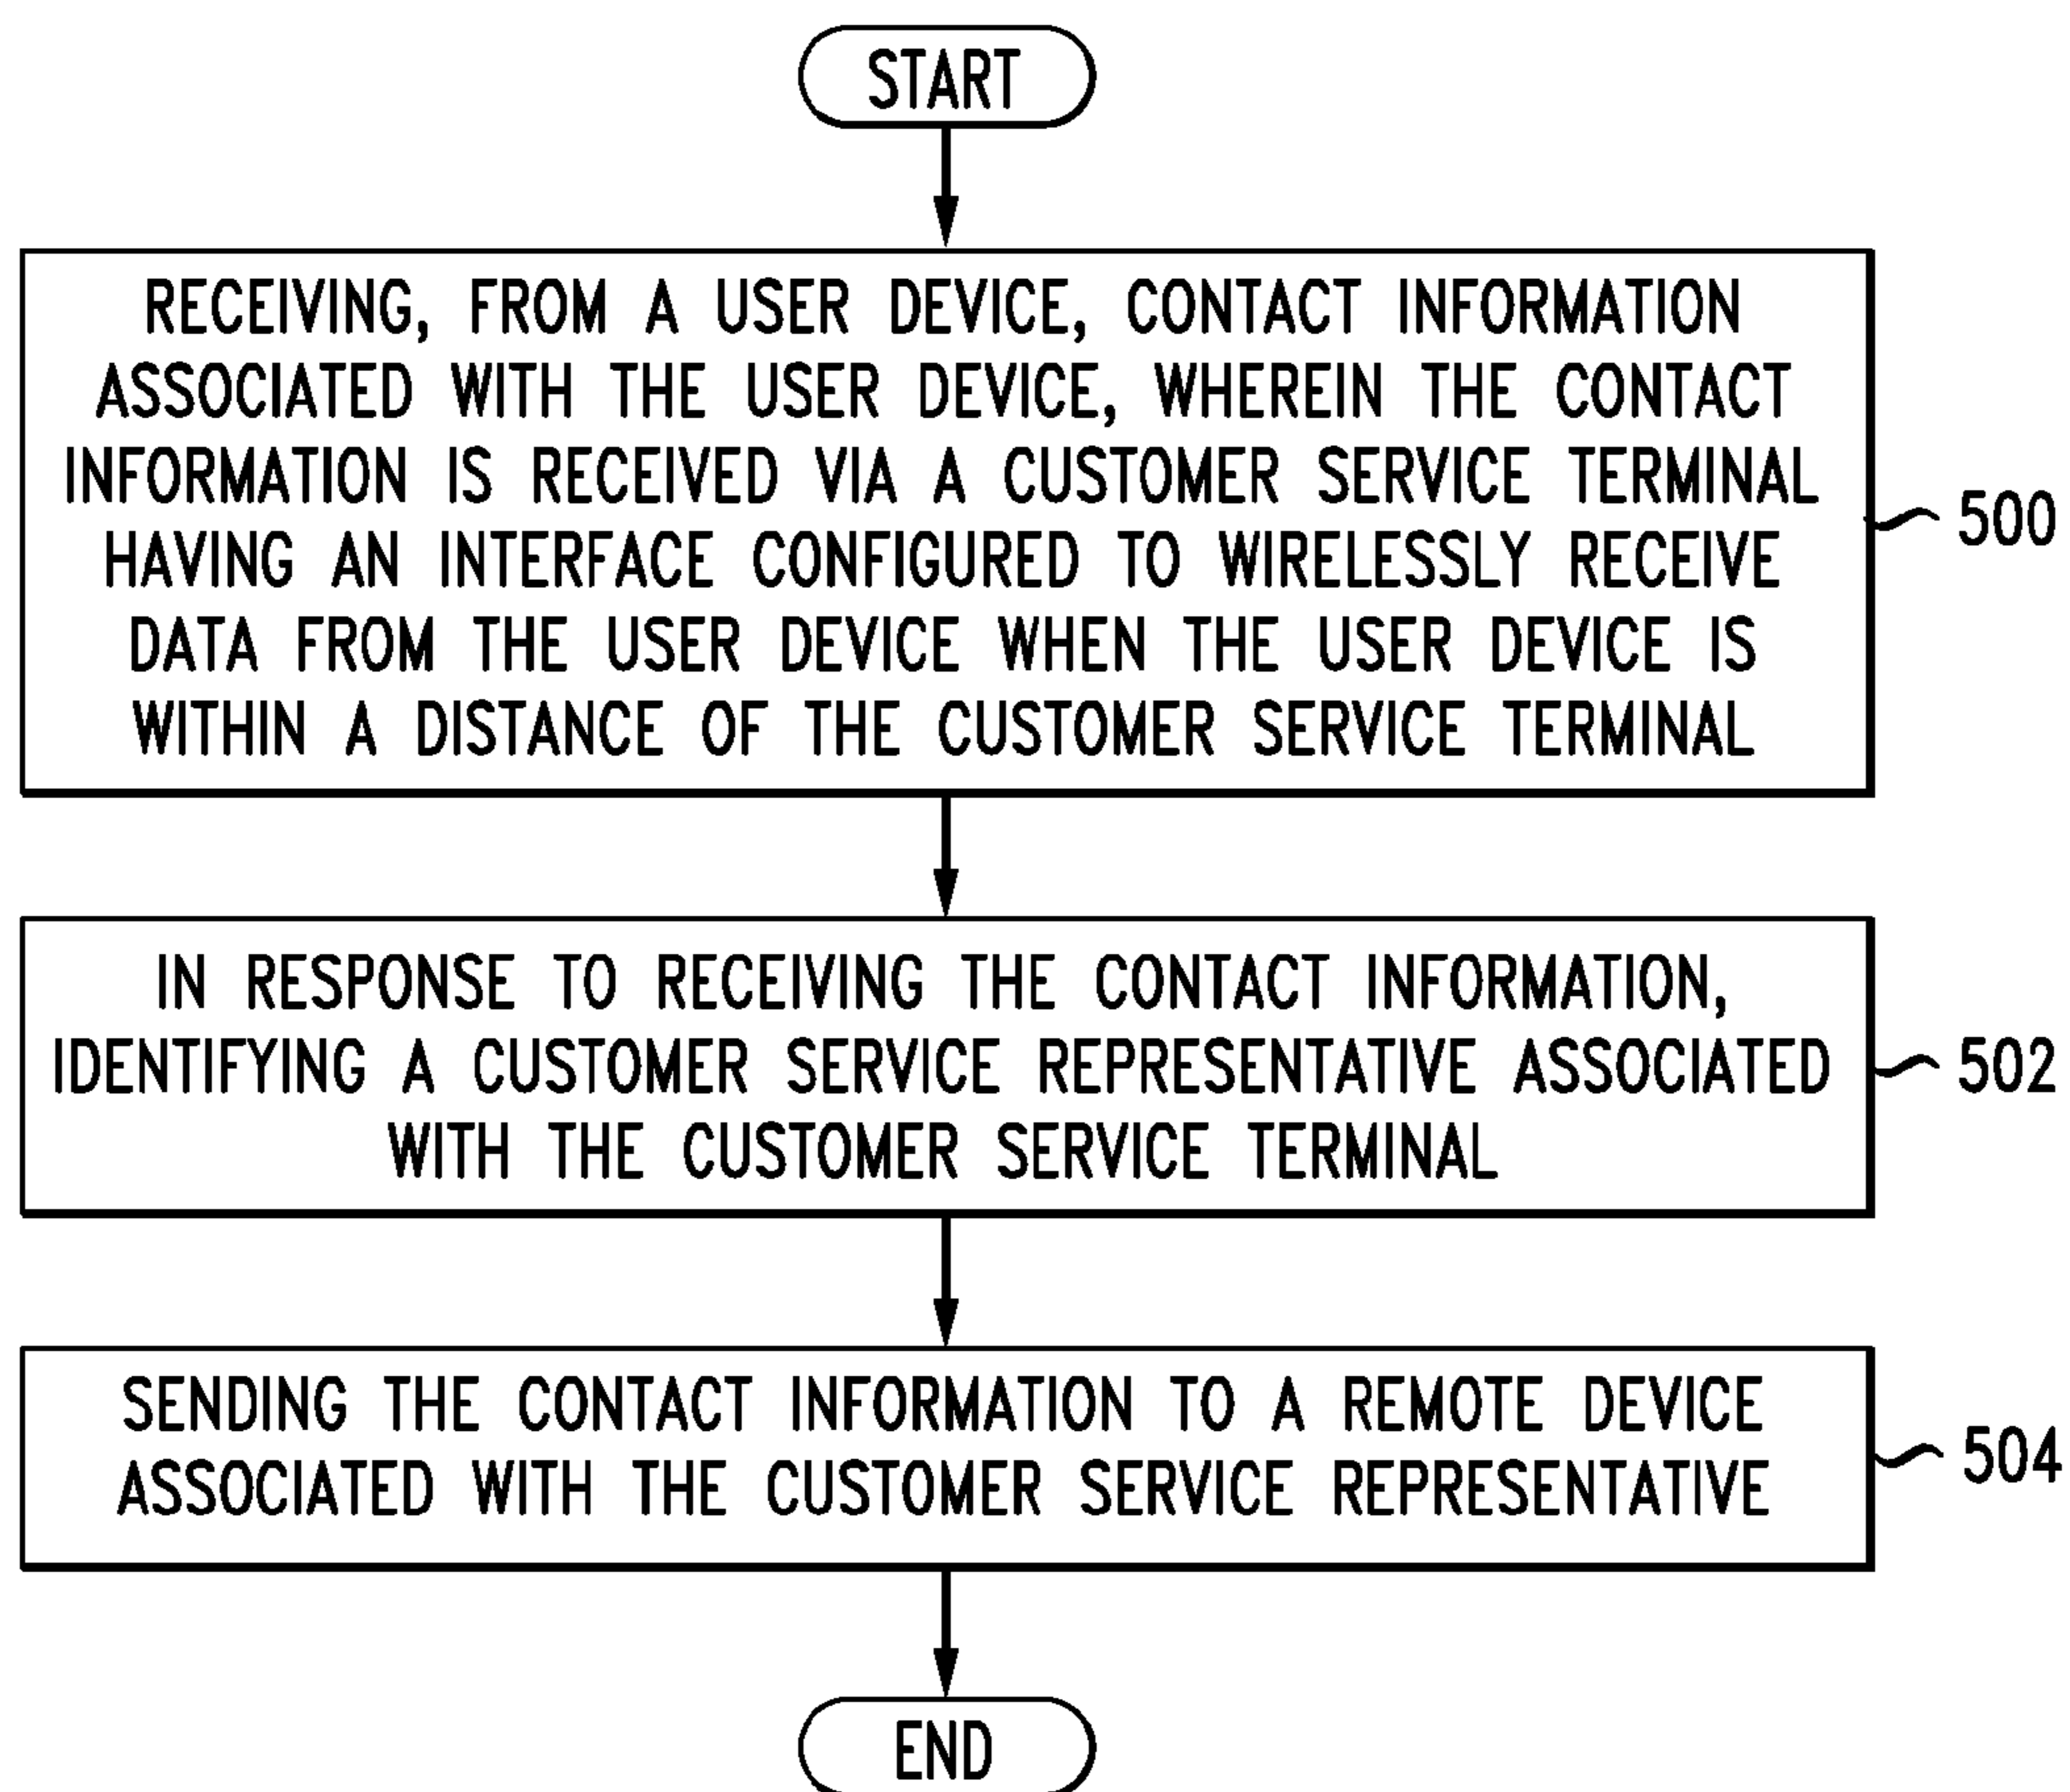 START
RECEIVING, FROM A USER DEVICE, CONTACT INFORMATION
ASSOCIATED WITH THE USER DEVICE, WHEREIN THE CONTACT
INFORMATION IS RECEIVED VIA A CUSTOMER SERVICE TERMINAL
HAVING AN INTERFACE CONFIGURED TO WIRELESSLY RECEIVE
DATA FROM THE USER DEVICE WHEN THE USER DEVICE IS
WITHIN A DISTANCE OF THE CUSTOMER SERVICE TERMINAL
500
IN RESPONSE TO RECEIVING THE CONTACT INFORMATION,
IDENTIFYING A CUSTOMER SERVICE REPRESENTATIVE ASSOCIATED
WITH THE CUSTOMER SERVICE TERMINAL
502
SENDING THE CONTACT INFORMATION TO A REMOTE DEVICE
ASSOCIATED WITH THE CUSTOMER SERVICE REPRESENTATIVE
504
END